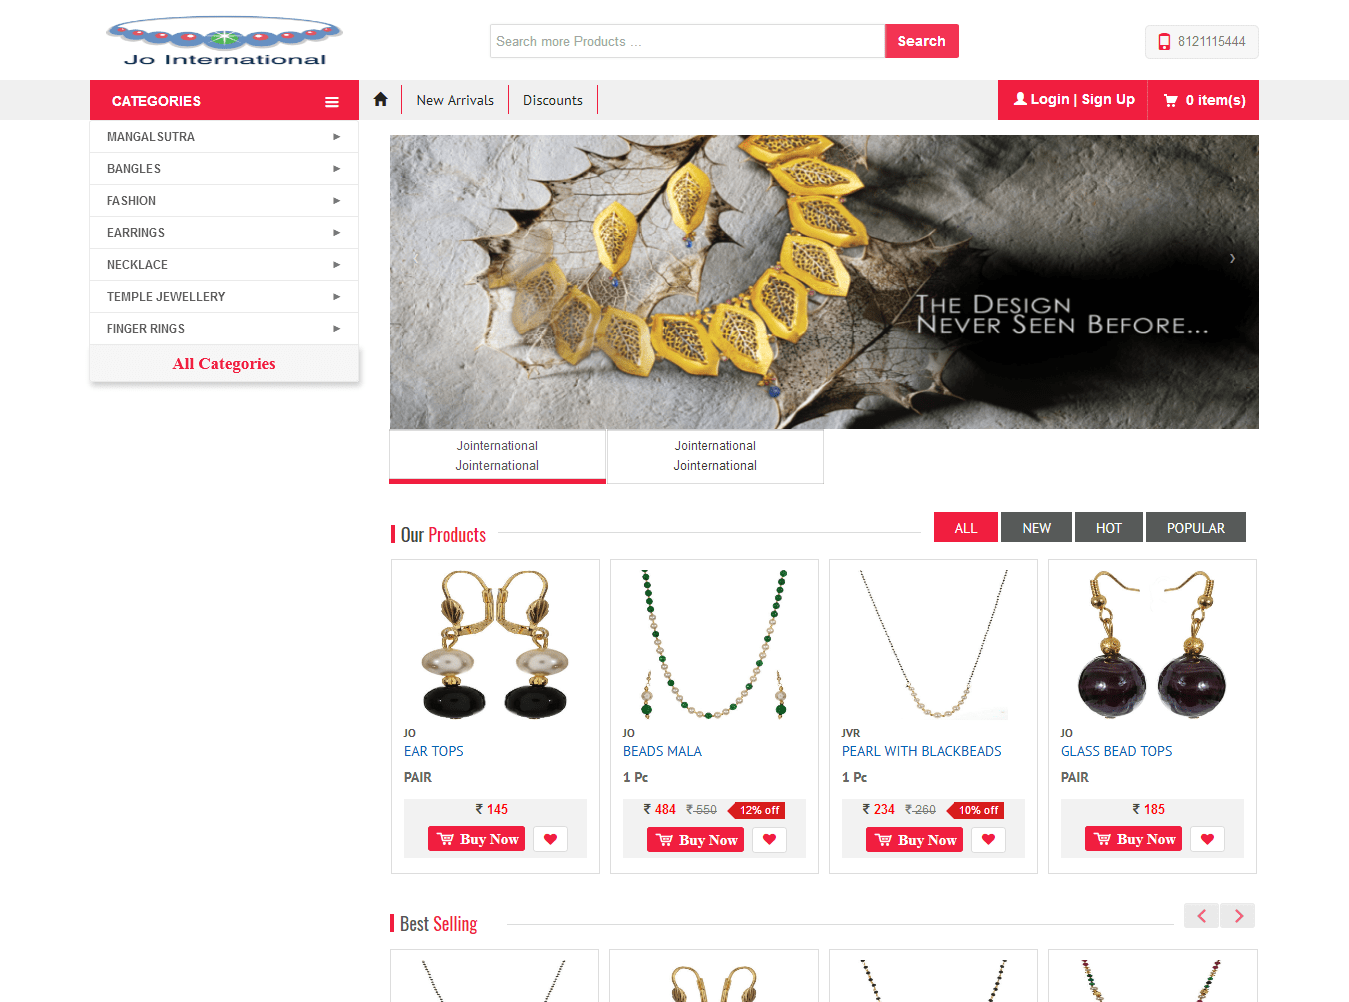 Jo International
Search more Products ...
Search
8121115444
CATEGORIES
New Arrivals
Discounts
Login | Sign Up
0 item(s)
MANGALSUTRA
BANGLES
FASHION
EARRINGS
NECKLACE
TEMPLE JEWELLERY
FINGER RINGS
All Categories
THE DESIGN
NEVER SEEN BEFORE...
Jointernational
Jointernational
Jointernational
Jointernational
Our Products
ALL
NEW
HOT
POPULAR
JO
EAR TOPS
PAIR
₹ 145
Buy Now
JO
BEADS MALA
1 Pc
₹ 484 ₹ 550 12% off
Buy Now
JVR
PEARL WITH BLACKBEADS
1 Pc
₹ 234 ₹ 260 10% off
Buy Now
JO
GLASS BEAD TOPS
PAIR
₹ 185
Buy Now
Best Selling